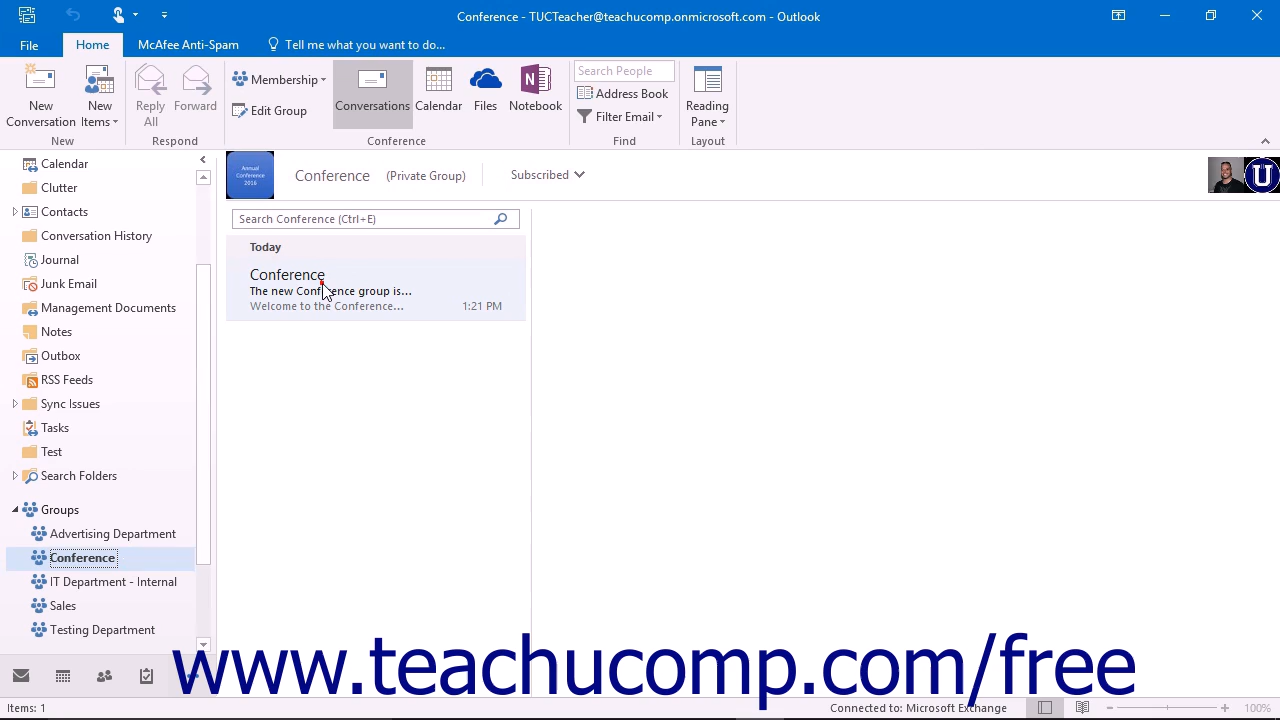 Conference - TUCTeacher@teachucomp.onmicrosoft.com - Outlook
File
Home
McAfee Anti-Spam
Tell me what you want to do...
New
Conversation
New
Items
New
Reply
All
Forward
Respond
Membership
Edit Group
Conversations
Calendar
Files
Notebook
Conference
Search People
Address Book
Filter Email
Find
Reading
Pane
Layout
Calendar
Clutter
Contacts
Conversation History
Journal
Junk Email
Management Documents
Notes
Outbox
RSS Feeds
Sync Issues
Tasks
Test
Search Folders
Groups
Advertising Department
Conference
IT Department - Internal
Sales
Testing Department
Annual
Conference
2016
Conference
(Private Group)
Subscribed
U
Search Conference (Ctrl+E)
Today
Conference
The new Conference group is...
Welcome to the Conference...
1:21 PM
www.teachucomp.com/free
Items: 1
Connected to: Microsoft Exchange
100%